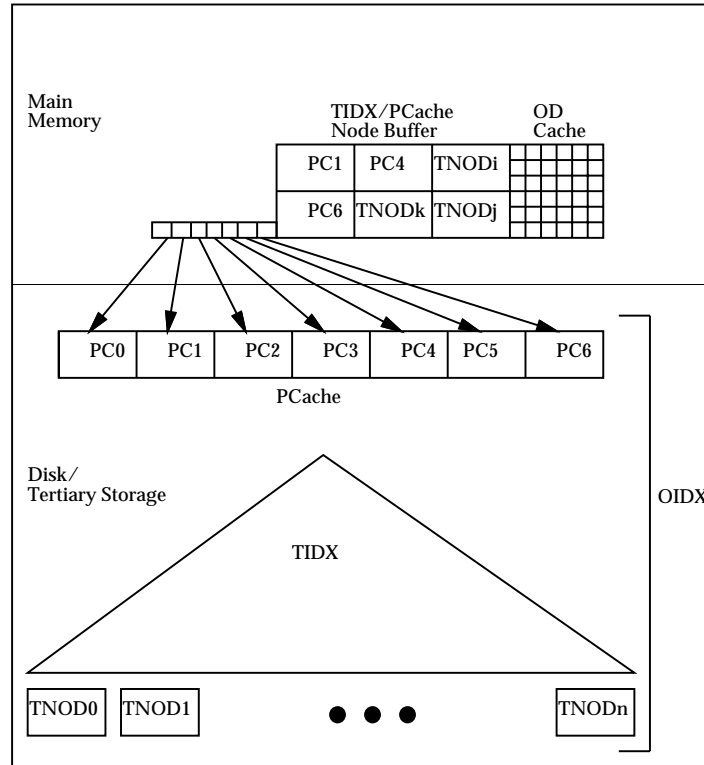 Main
Memory
TIDX/PCache
Node Buffer
OD
Cache
PC1 PC4 TNODi
PC6 TNODk TNODj
PC0 PC1 PC2 PC3 PC4 PC5 PC6
PCache
Disk/
Tertiary Storage
OIDX
TIDX
TNOD0 TNOD1 TNODn